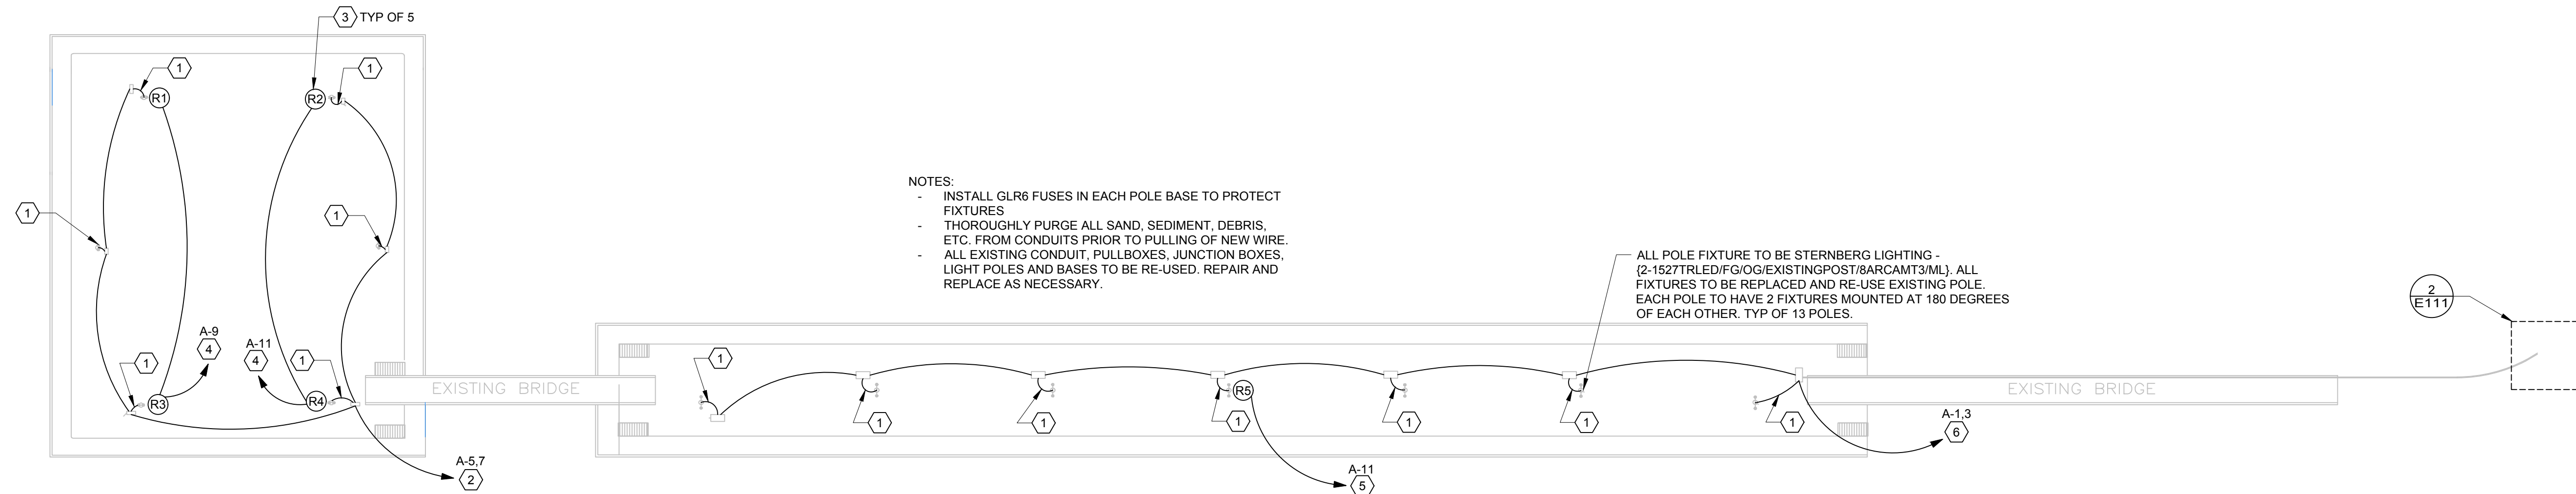 3 TYP OF 5
1
1
R1
R2
NOTES:
- INSTALL GLR6 FUSES IN EACH POLE BASE TO PROTECT
FIXTURES
- THOROUGHLY PURGE ALL SAND, SEDIMENT, DEBRIS,
ETC. FROM CONDUITS PRIOR TO PULLING OF NEW WIRE.
- ALL EXISTING CONDUIT, PULLBOXES, JUNCTION BOXES,
LIGHT POLES AND BASES TO BE RE-USED. REPAIR AND
REPLACE AS NECESSARY.
1
1
ALL POLE FIXTURE TO BE STERNBERG LIGHTING -
{2-1527TRLED/FG/OG/EXISTINGPOST/8ARCAMT3/ML}. ALL
FIXTURES TO BE REPLACED AND RE-USE EXISTING POLE.
EACH POLE TO HAVE 2 FIXTURES MOUNTED AT 180 DEGREES
OF EACH OTHER. TYP OF 13 POLES.
2
E111
A-9
4
A-11
4
1
1
1
R3
R4
EXISTING BRIDGE
R5
EXISTING BRIDGE
1
1
1
1
1
1
A-1,3
6
A-5,7
2
A-11
5